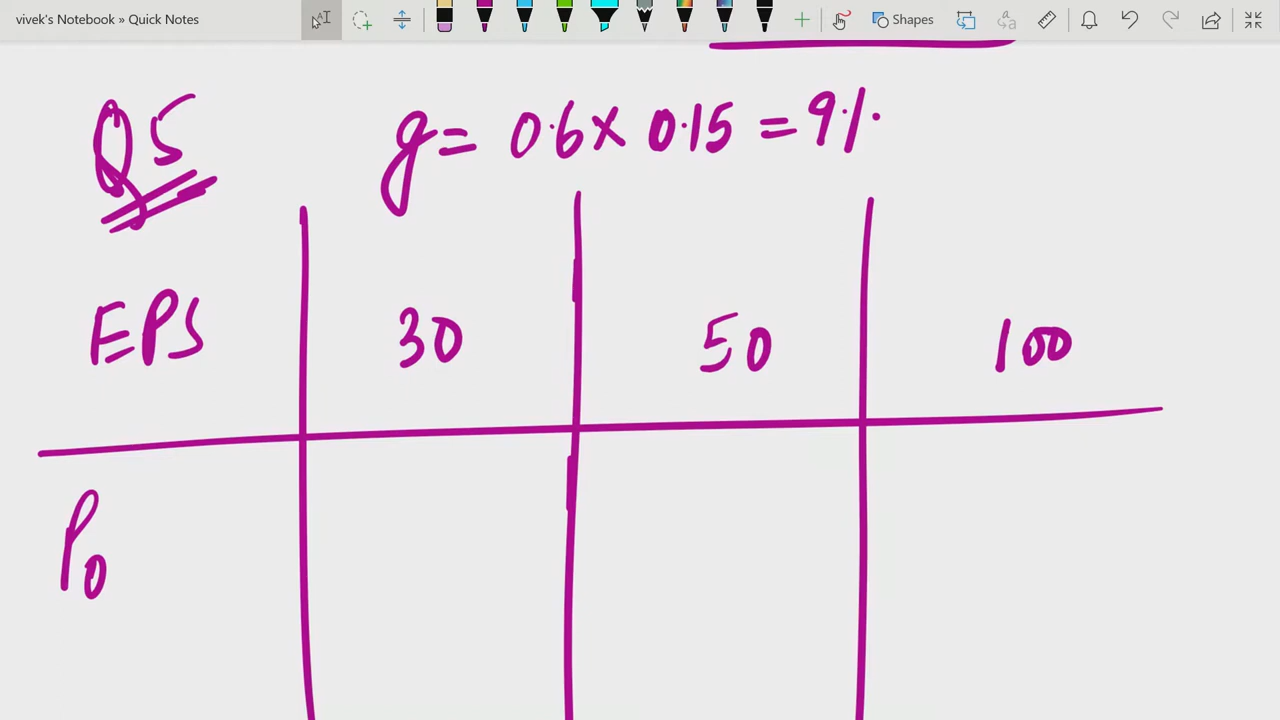 vivek's Notebook » Quick Notes
Shapes
Q5
g = 0.6 × 0.15 = 9%
EPS 30 50 100
P0